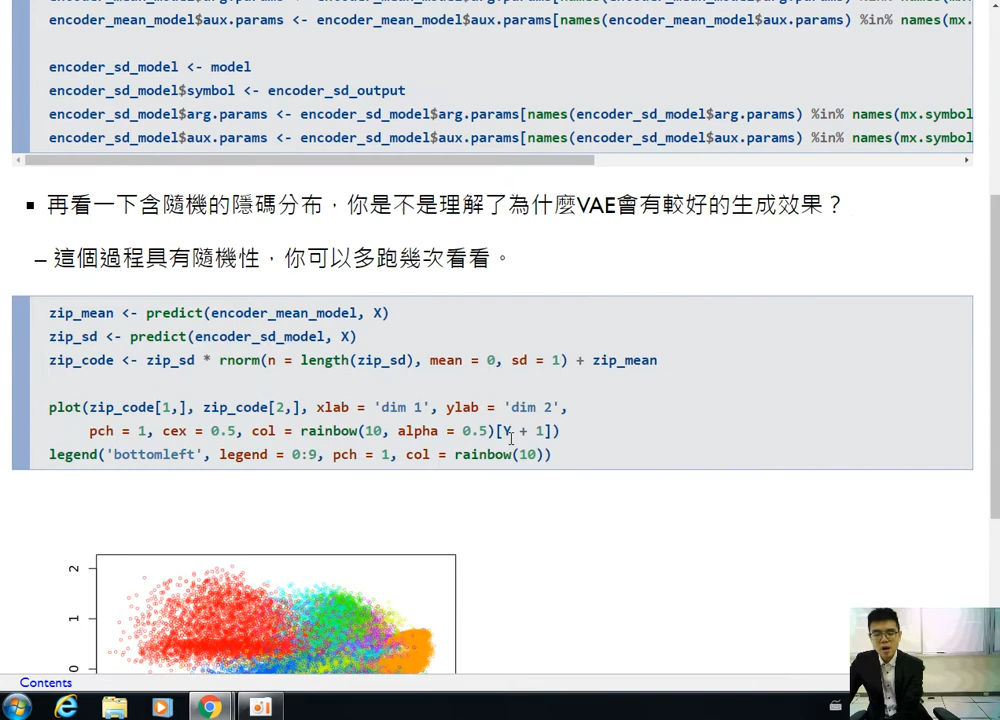 encoder_mean_model$aux.params <- encoder_mean_model$aux.params[names(encoder_mean_model$aux.params) %in% names(mx.
encoder_sd_model <- model
encoder_sd_model$symbol <- encoder_sd_output
encoder_sd_model$arg.params <- encoder_sd_model$arg.params[names(encoder_sd_model$arg.params) %in% names(mx.symbol
encoder_sd_model$aux.params <- encoder_sd_model$aux.params[names(encoder_sd_model$aux.params) %in% names(mx.symbol
▪ 再看一下含隨機的隱碼分布，你是不是理解了為什麼VAE會有較好的生成效果？
– 這個過程具有隨機性，你可以多跑幾次看看。
zip_mean <- predict(encoder_mean_model, X)
zip_sd <- predict(encoder_sd_model, X)
zip_code <- zip_sd * rnorm(n = length(zip_sd), mean = 0, sd = 1) + zip_mean
plot(zip_code[1,], zip_code[2,], xlab = 'dim 1', ylab = 'dim 2',
pch = 1, cex = 0.5, col = rainbow(10, alpha = 0.5)[Y + 1])
legend('bottomleft', legend = 0:9, pch = 1, col = rainbow(10))
2
1
0
Contents